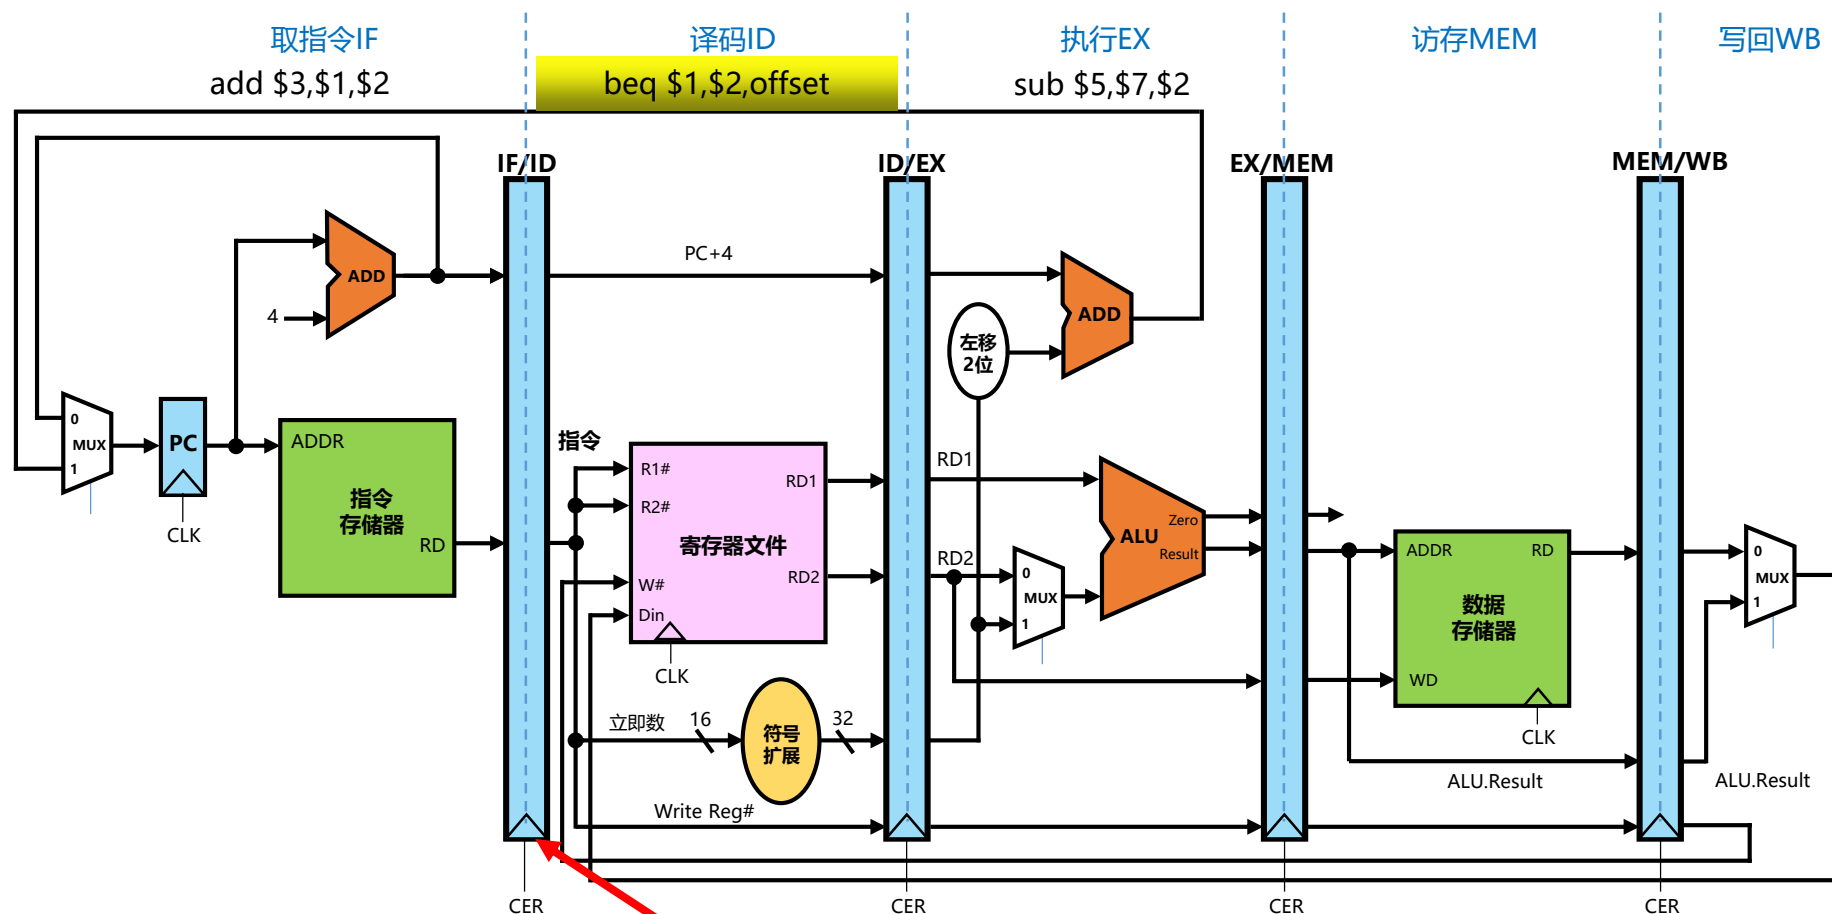 取指令IF
译码ID
执行EX
访存MEM
写回WB
add $3,$1,$2
beq $1,$2,offset
sub $5,$7,$2
IF/ID
ID/EX
EX/MEM
MEM/WB
ADD
4
PC+4
ADD
左移
2位
0
MUX
1
PC
CLK
ADDR
指令
存储器
RD
指令
R1#
R2#
W#
Din
寄存器文件
RD1
RD2
CLK
RD1
RD2
0
MUX
1
ALU
Zero
Result
ADDR
RD
数据
存储器
WD
CLK
0
MUX
1
立即数
16
符号
扩展
32
Write Reg#
ALU.Result
ALU.Result
CER
CER
CER
CER